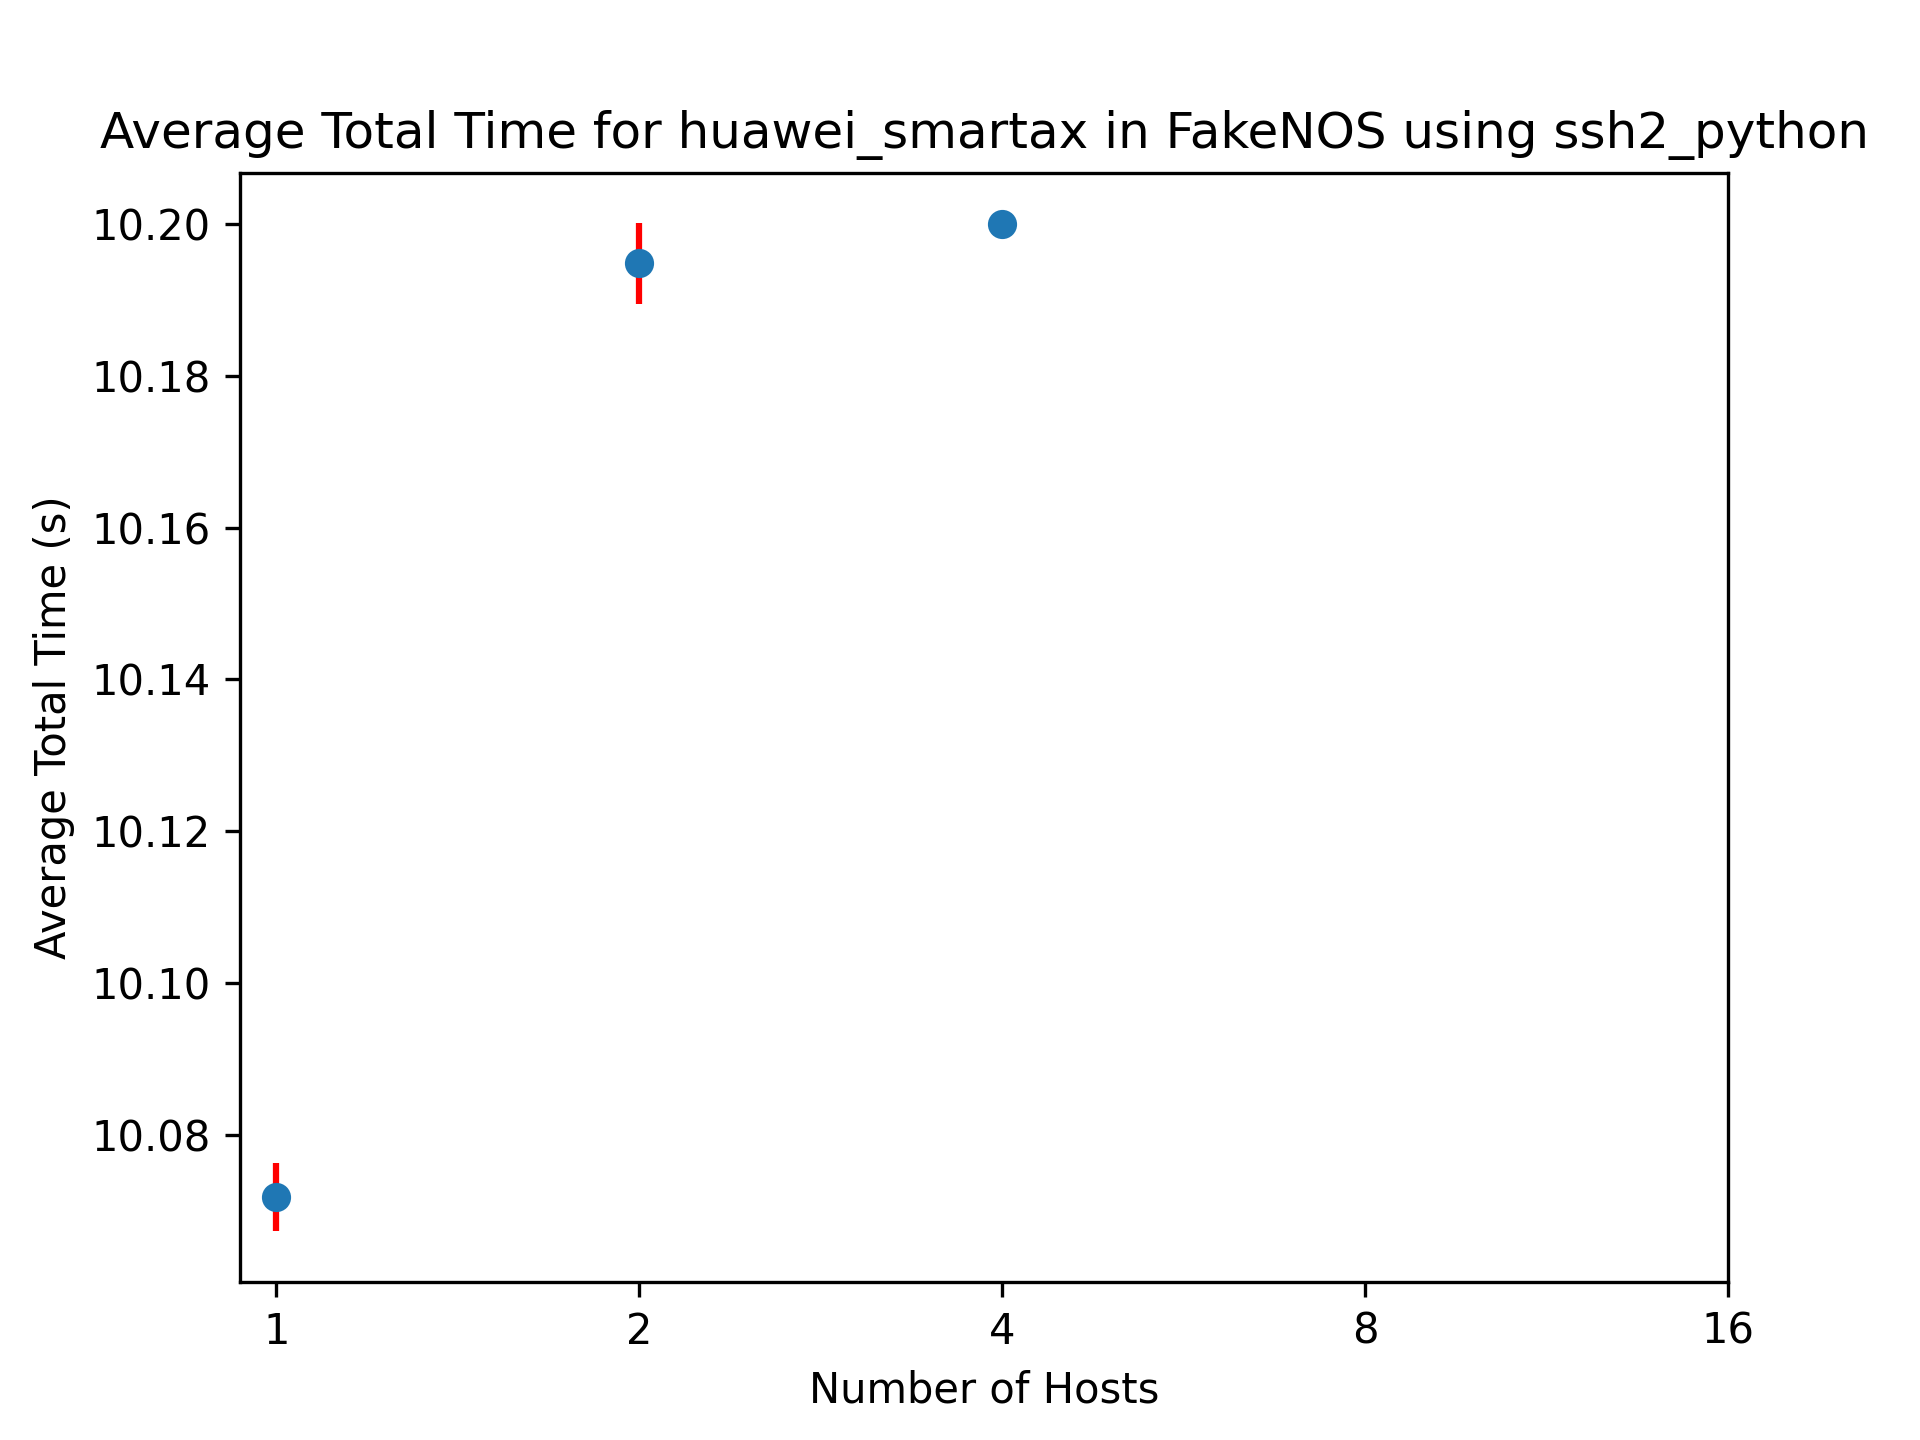 Average Total Time for huawei_smartax in FakeNOS using ssh2_python
Average Total Time (s)
10.20
10.18
10.16
10.14
10.12
10.10
10.08
1 2 4 8 16
Number of Hosts